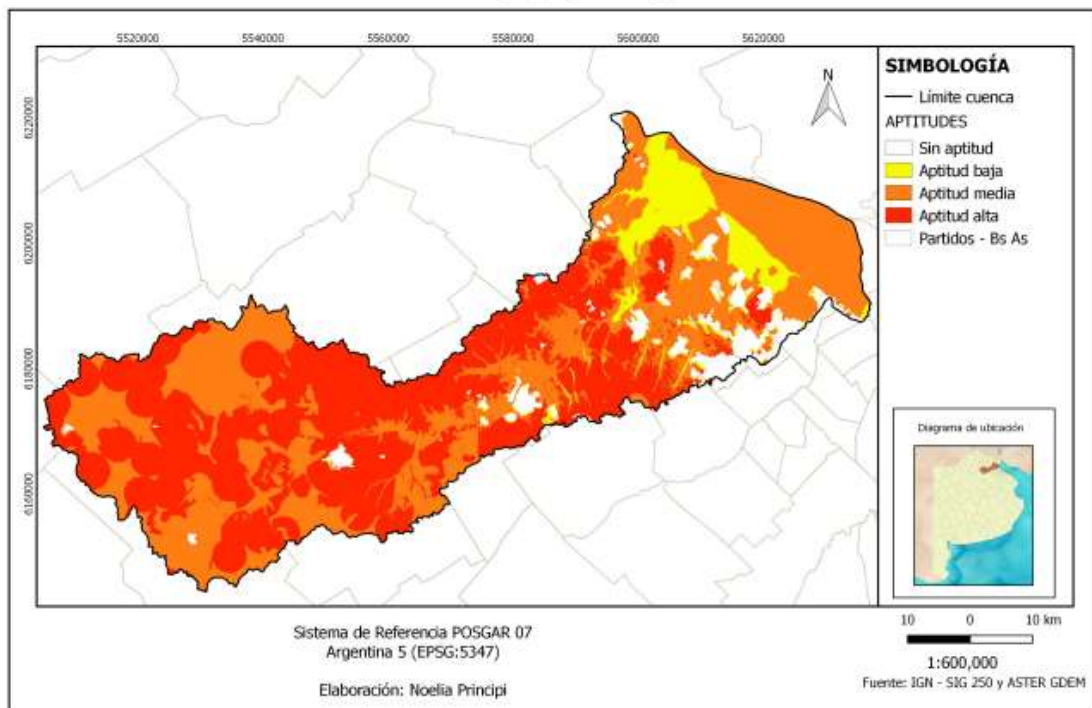 5520000 5540000 5560000 5580000 5600000 5620000
6220000
6200000
6180000
6160000
N
SIMBOLOGÍA
Límite cuenca
APTITUDES
Sin aptitud
Aptitud baja
Aptitud media
Aptitud alta
Partidos - Bs As
Diagrama de ubicación
10 0 10 km
1:600,000
Fuente: IGN - SIG 250 y ASTER GDEM
Sistema de Referencia POSGAR 07
Argentina 5 (EPSG:5347)
Elaboración: Noelia Principi